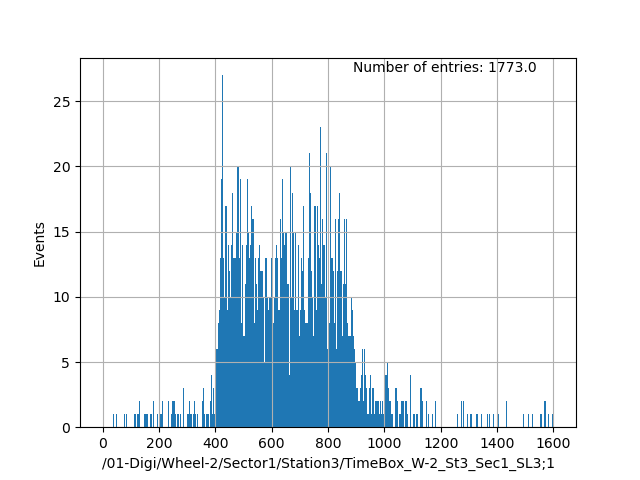 Number of entries: 1773.0
25
20
15
10
5
0
Events
0 200 400 600 800 1000 1200 1400 1600
/01-Digi/Wheel-2/Sector1/Station3/TimeBox_W-2_St3_Sec1_SL3;1